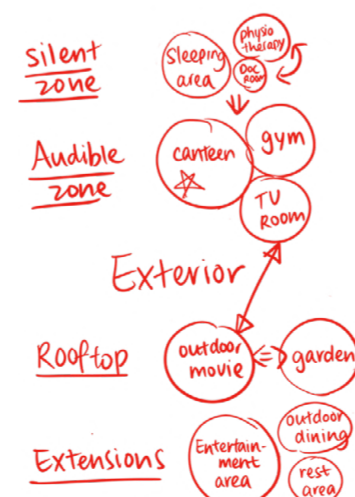 silent
zone
Sleeping
area
physio
therapy
Doc
Room
Audible
zone
canteen
gym
TV
ROOM
Exterior
Rooftop
outdoor
movie
garden
Extensions
Entertain-
ment
area
outdoor
dining
rest
area